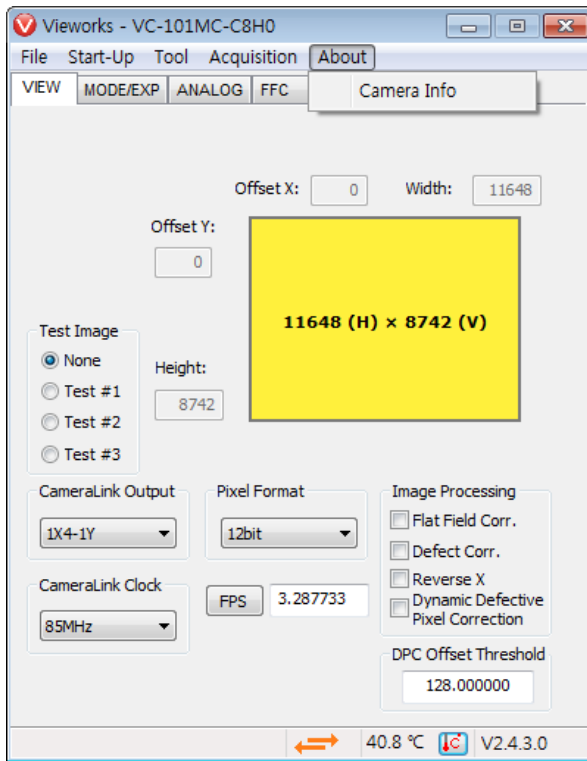 Vieworks - VC-101MC-C8H0
File Start-Up Tool Acquisition About
VIEW MODE/EXP ANALOG FFC
Camera Info
Offset X: 0 Width: 11648
Offset Y:
0
11648 (H) × 8742 (V)
Test Image
None
Test #1
Test #2
Test #3
Height:
8742
CameraLink Output
1X4-1Y
Pixel Format
12bit
Image Processing
Flat Field Corr.
Defect Corr.
Reverse X
Dynamic Defective
Pixel Correction
CameraLink Clock
85MHz
FPS 3.287733
DPC Offset Threshold
128.000000
40.8 ℃ C V2.4.3.0